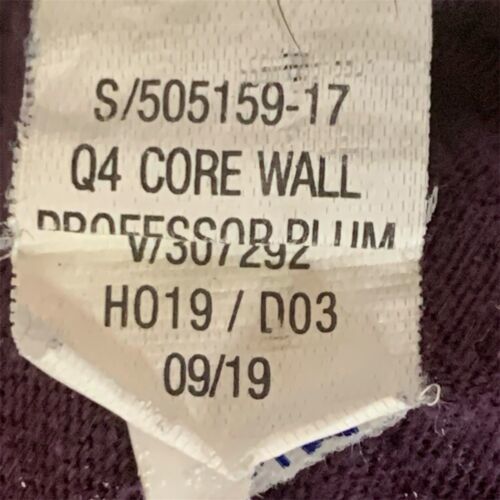 S/505159-17
Q4 CORE WALL
PROFESSOR PLUM
V/307292
H019 / D03
09/19